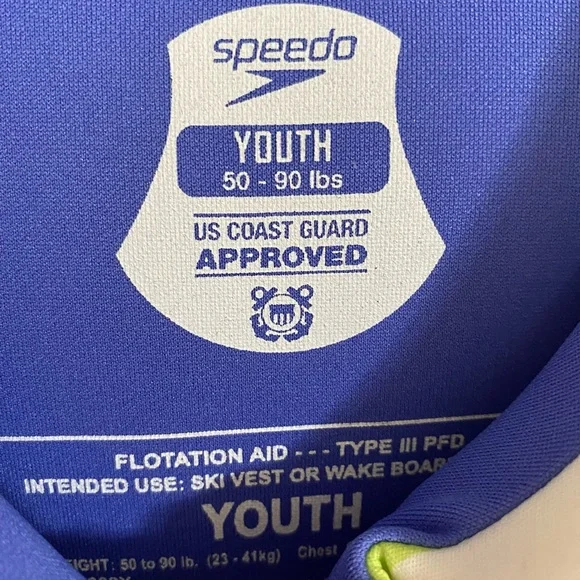 speedo
YOUTH
50 - 90 lbs
US COAST GUARD
APPROVED
FLOTATION AID - - - TYPE III PFD
INTENDED USE: SKI VEST OR WAKE BOAR
YOUTH
IGHT: 50 to 90 lb. (23 - 41kg) Chest